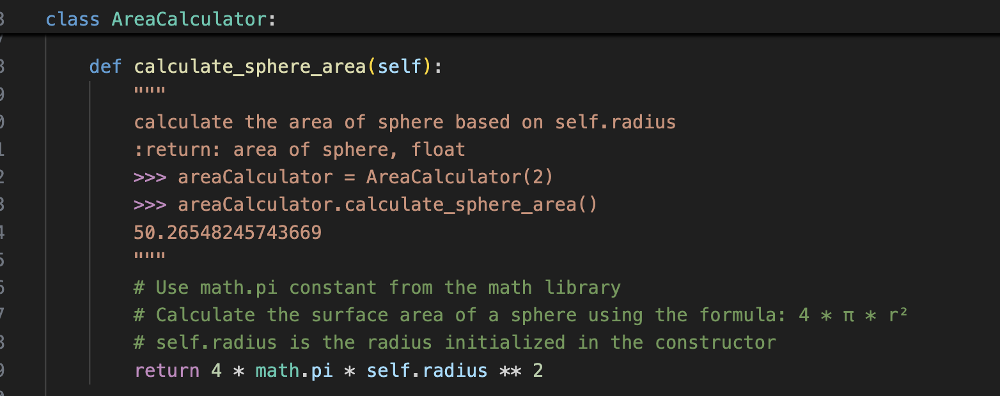 class AreaCalculator:
def calculate_sphere_area(self):
"""
calculate the area of sphere based on self.radius
:return: area of sphere, float
>>> areaCalculator = AreaCalculator(2)
>>> areaCalculator.calculate_sphere_area()
50.26548245743669
"""
# Use math.pi constant from the math library
# Calculate the surface area of a sphere using the formula: 4 * π * r²
# self.radius is the radius initialized in the constructor
return 4 * math.pi * self.radius ** 2